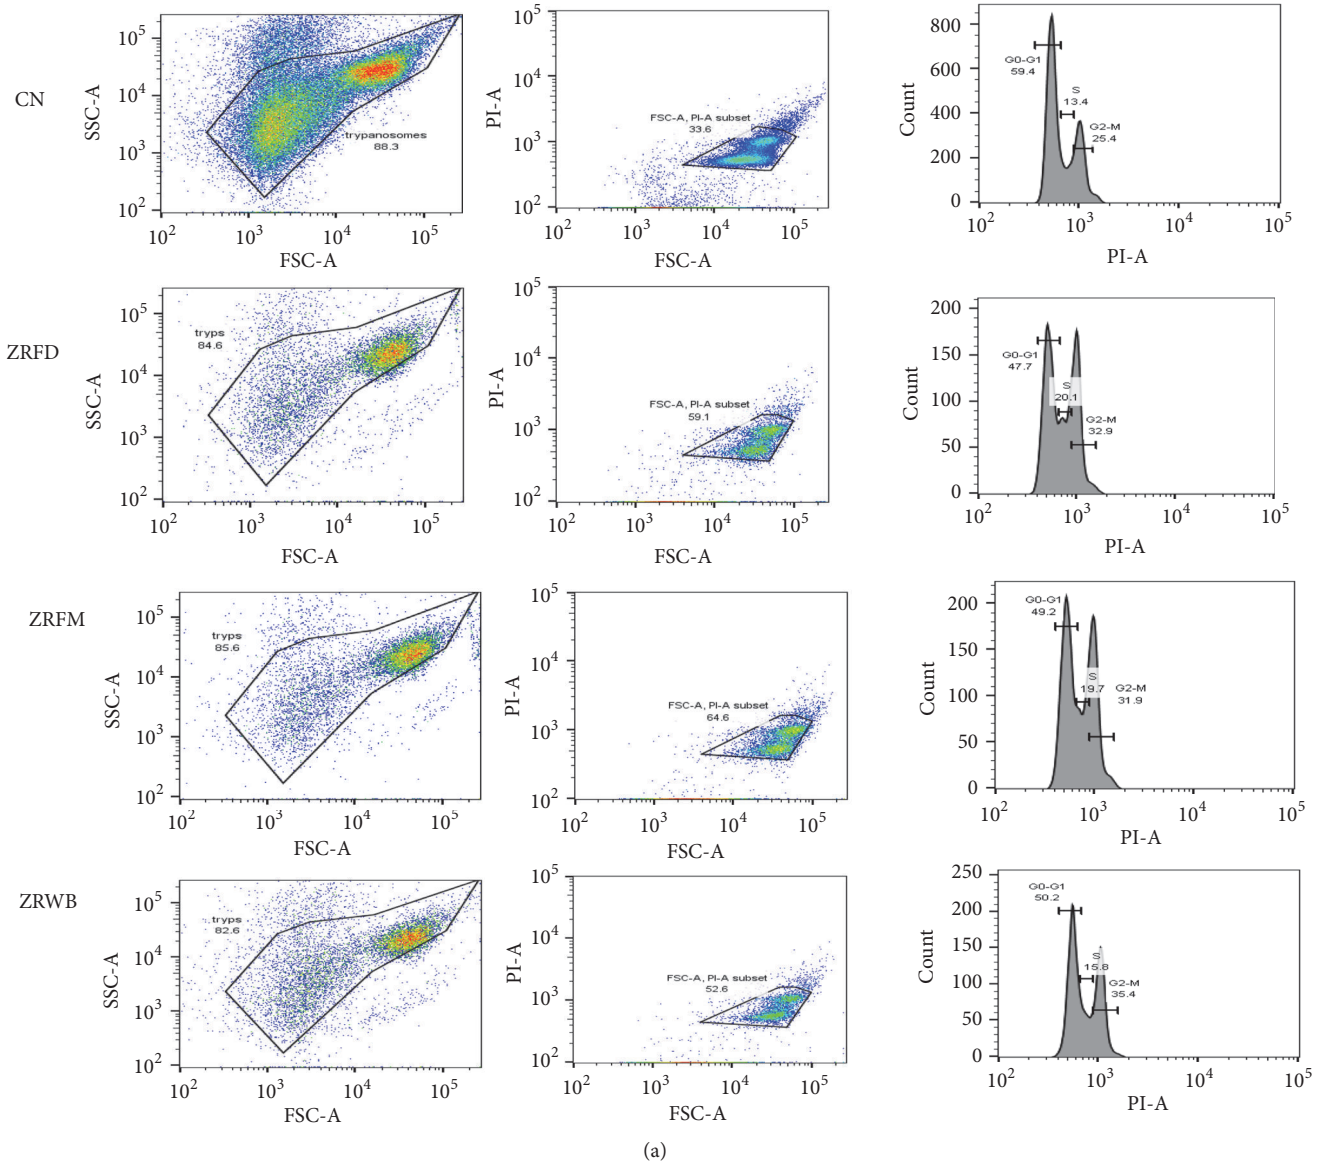 CN
SSC-A
10^5
10^4
10^3
10^2
trypanosomes
88.3
10^2 10^3 10^4 10^5
FSC-A
PI-A
10^5
10^4
10^3
10^2
FSC-A, PI-A subset
33.6
10^2 10^3 10^4 10^5
FSC-A
Count
800
600
400
200
0
G0-G1
59.4
S
13.4
G2-M
25.4
10^2 10^3 10^4 10^5
PI-A
ZRFD
SSC-A
10^5
10^4
10^3
10^2
tryps
84.6
10^2 10^3 10^4 10^5
FSC-A
PI-A
10^5
10^4
10^3
10^2
FSC-A, PI-A subset
59.1
10^2 10^3 10^4 10^5
FSC-A
Count
200
150
100
50
0
G0-G1
47.7
S
20.1
G2-M
32.9
10^2 10^3 10^4 10^5
PI-A
ZRFM
SSC-A
10^5
10^4
10^3
10^2
tryps
85.6
10^2 10^3 10^4 10^5
FSC-A
PI-A
10^5
10^4
10^3
10^2
FSC-A, PI-A subset
64.6
10^2 10^3 10^4 10^5
FSC-A
Count
200
150
100
50
0
G0-G1
49.2
S
19.7
G2-M
31.9
10^2 10^3 10^4 10^5
PI-A
ZRWB
SSC-A
10^5
10^4
10^3
10^2
tryps
82.6
10^2 10^3 10^4 10^5
FSC-A
PI-A
10^5
10^4
10^3
10^2
FSC-A, PI-A subset
52.6
10^2 10^3 10^4 10^5
FSC-A
Count
250
200
150
100
50
0
G0-G1
50.2
S
15.8
G2-M
35.4
10^2 10^3 10^4 10^5
PI-A
(a)